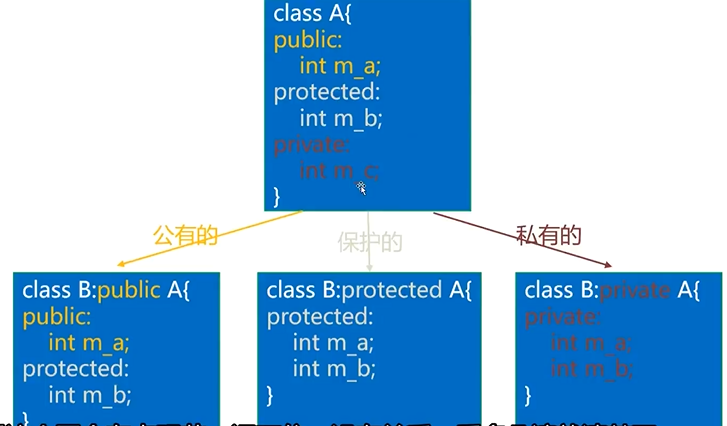 class A{
public:
int m_a;
protected:
int m_b;
private:
int m_c;
}
公有的
保护的
私有的
class B:public A{
public:
int m_a;
protected:
int m_b;
}
class B:protected A{
protected:
int m_a;
int m_b;
}
class B:private A{
private:
int m_a;
int m_b;
}